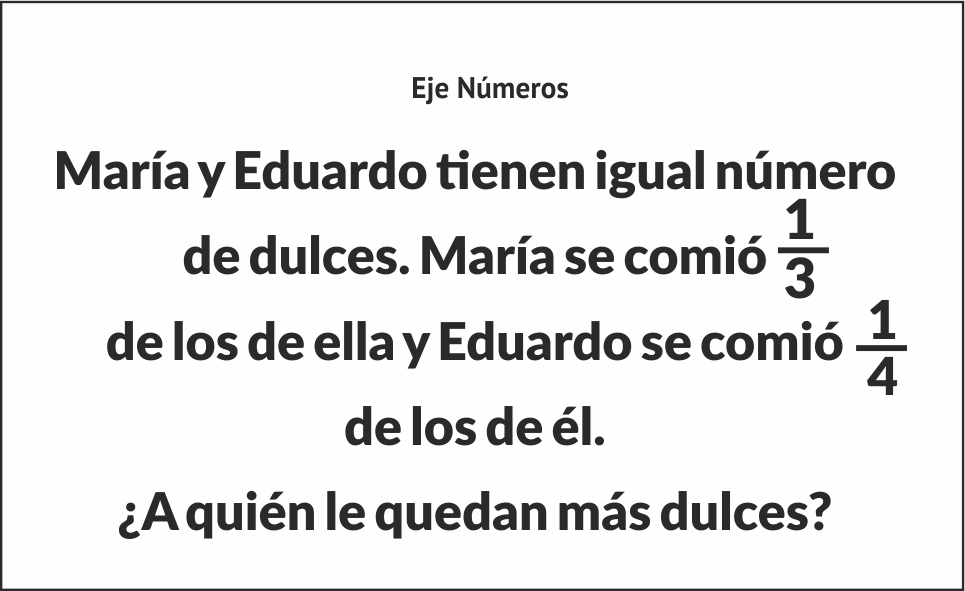 Eje Números
María y Eduardo tienen igual número
de dulces. María se comió 1/3
de los de ella y Eduardo se comió 1/4
de los de él.
¿A quién le quedan más dulces?